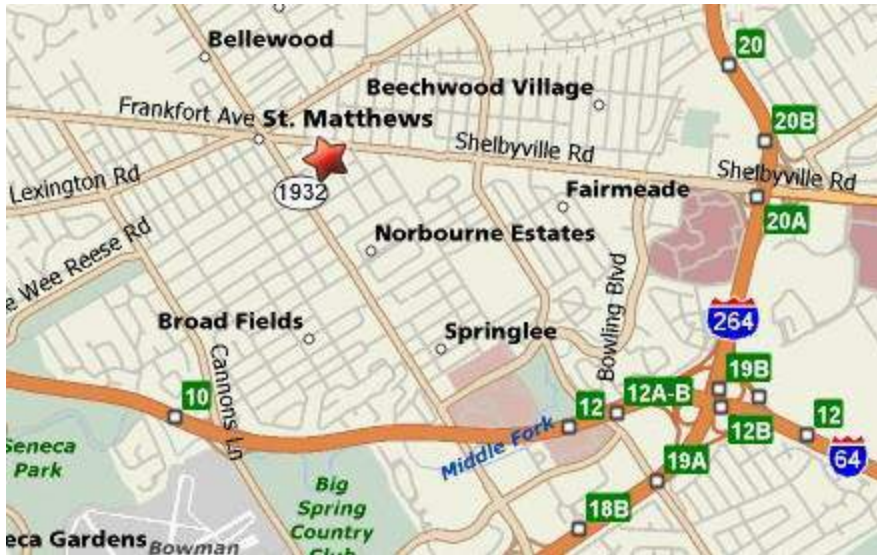 Bellewood
20
Beechwood Village
Frankfort Ave
St. Matthews
20B
Shelbyville Rd
Shelbyville Rd
Lexington Rd
1932
Fairmeade
20A
Norbourne Estates
e Wee Reese Rd
Bowling Blvd
264
Broad Fields
Springlee
Cannons Ln
19B
10
12
12A-B
12
12B
Middle Fork
64
Seneca
Park
19A
Big
Spring
Country
Club
18B
eca Gardens
Bowman